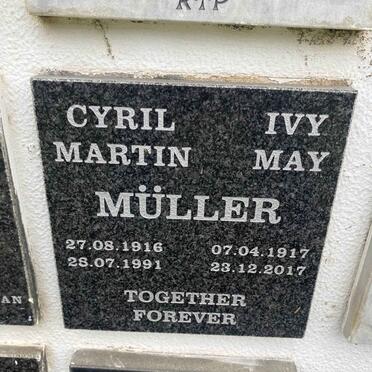 RIP
CYRIL IVY
MARTIN MAY
MÜLLER
27.08.1916 07.04.1917
28.07.1991 23.12.2017
TOGETHER
FOREVER
AN